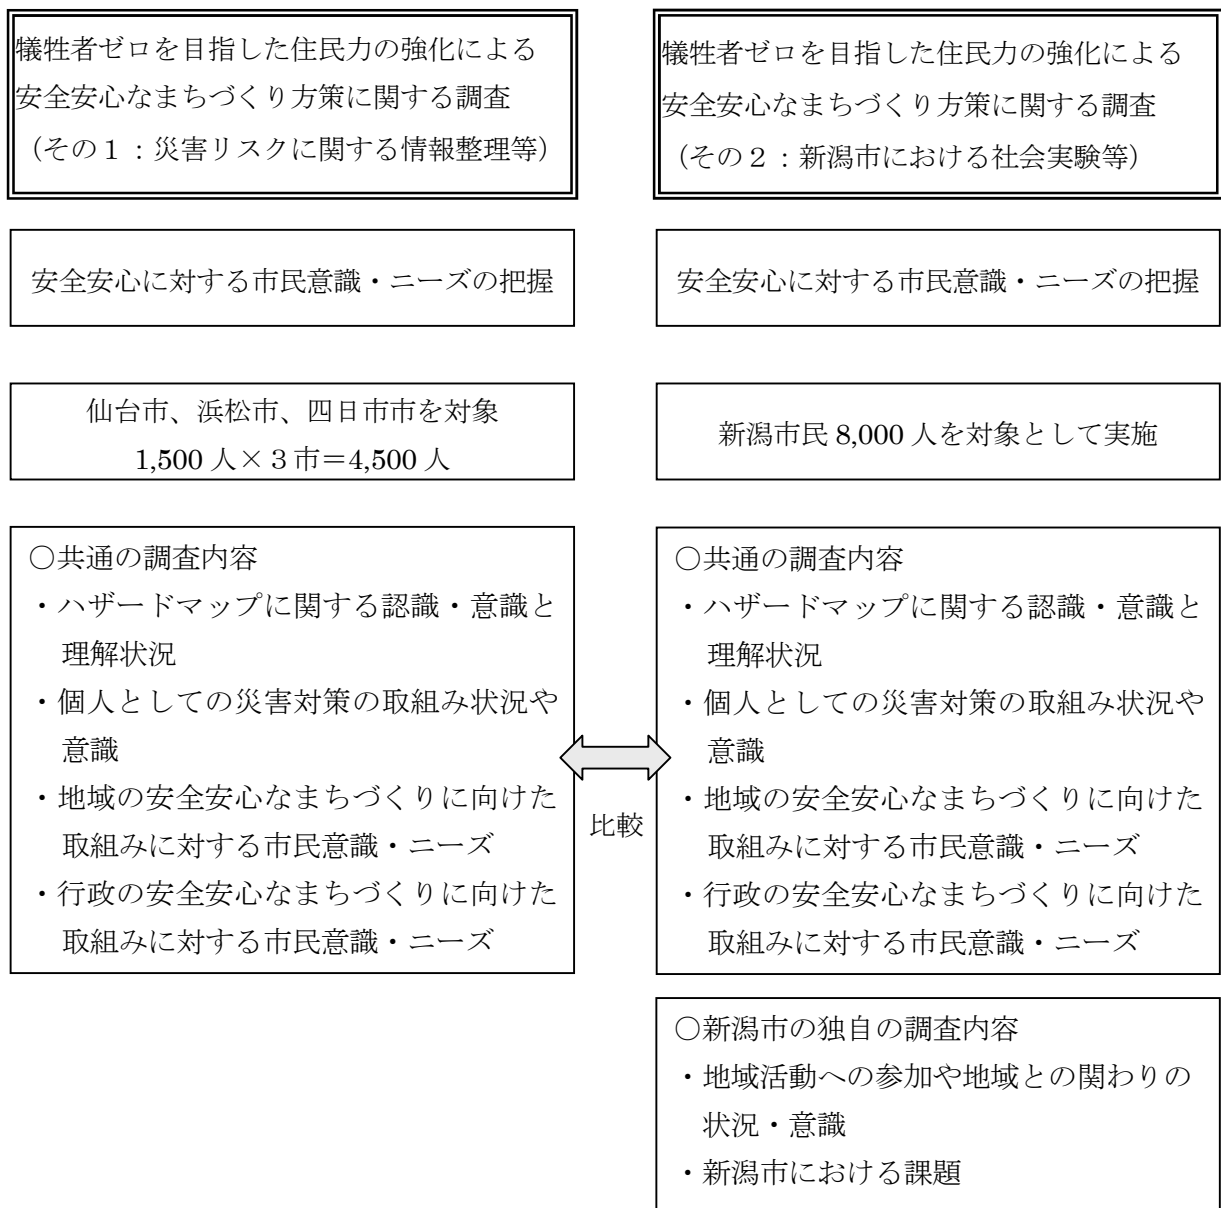 犠牲者ゼロを目指した住民力の強化による
安全安心なまちづくり方策に関する調査
（その１：災害リスクに関する情報整理等）
安全安心に対する市民意識・ニーズの把握
仙台市、浜松市、四日市市を対象
1,500 人×３市＝4,500 人
○共通の調査内容
・ハザードマップに関する認識・意識と
理解状況
・個人としての災害対策の取組み状況や
意識
・地域の安全安心なまちづくりに向けた
取組みに対する市民意識・ニーズ
・行政の安全安心なまちづくりに向けた
取組みに対する市民意識・ニーズ
比較
犠牲者ゼロを目指した住民力の強化による
安全安心なまちづくり方策に関する調査
（その２：新潟市における社会実験等）
安全安心に対する市民意識・ニーズの把握
新潟市民 8,000 人を対象として実施
○共通の調査内容
・ハザードマップに関する認識・意識と
理解状況
・個人としての災害対策の取組み状況や
意識
・地域の安全安心なまちづくりに向けた
取組みに対する市民意識・ニーズ
・行政の安全安心なまちづくりに向けた
取組みに対する市民意識・ニーズ
○新潟市の独自の調査内容
・地域活動への参加や地域との関わりの
状況・意識
・新潟市における課題